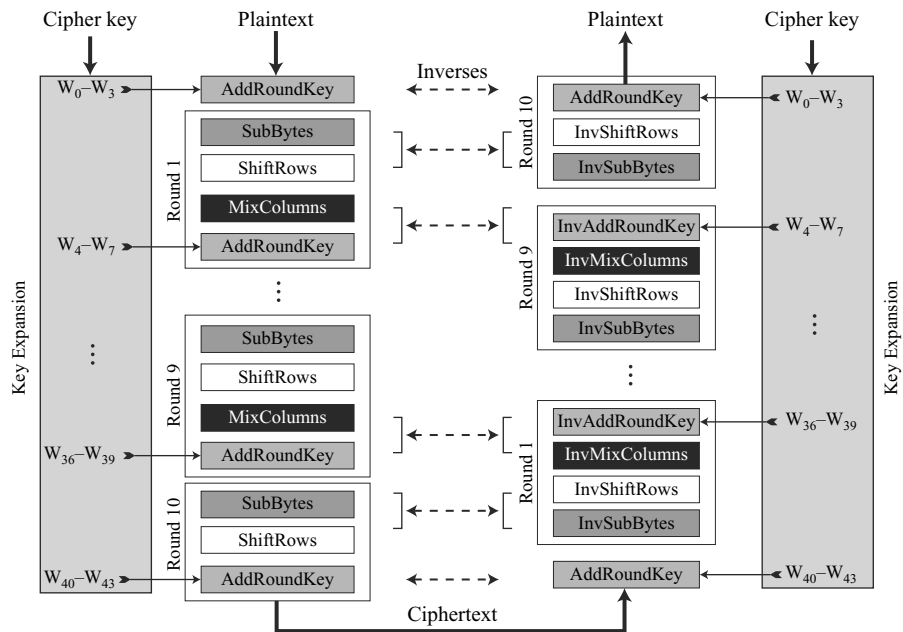 Cipher key
Plaintext
Plaintext
Cipher key
Key Expansion
W0–W3
AddRoundKey
Round 1
SubBytes
ShiftRows
MixColumns
W4–W7
AddRoundKey
⋮
⋮
Round 9
SubBytes
ShiftRows
MixColumns
W36–W39
AddRoundKey
Round 10
SubBytes
ShiftRows
W40–W43
AddRoundKey
Inverses
Ciphertext
Round 10
AddRoundKey
W0–W3
InvShiftRows
InvSubBytes
Round 9
InvAddRoundKey
W4–W7
InvMixColumns
InvShiftRows
InvSubBytes
⋮
⋮
Round 1
InvAddRoundKey
W36–W39
InvMixColumns
InvShiftRows
InvSubBytes
AddRoundKey
W40–W43
Key Expansion